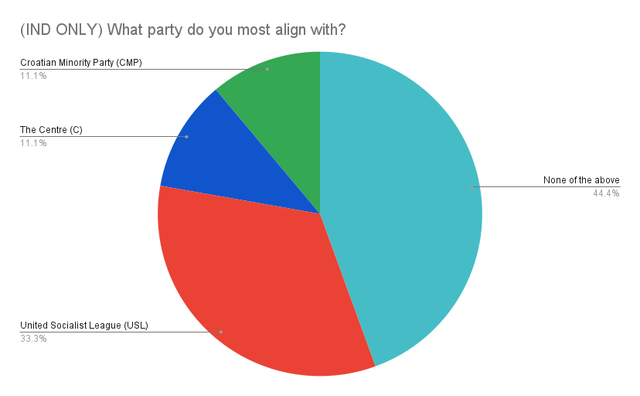 (IND ONLY) What party do you most align with?
Croatian Minority Party (CMP)
11.1%
The Centre (C)
11.1%
None of the above
44.4%
United Socialist League (USL)
33.3%